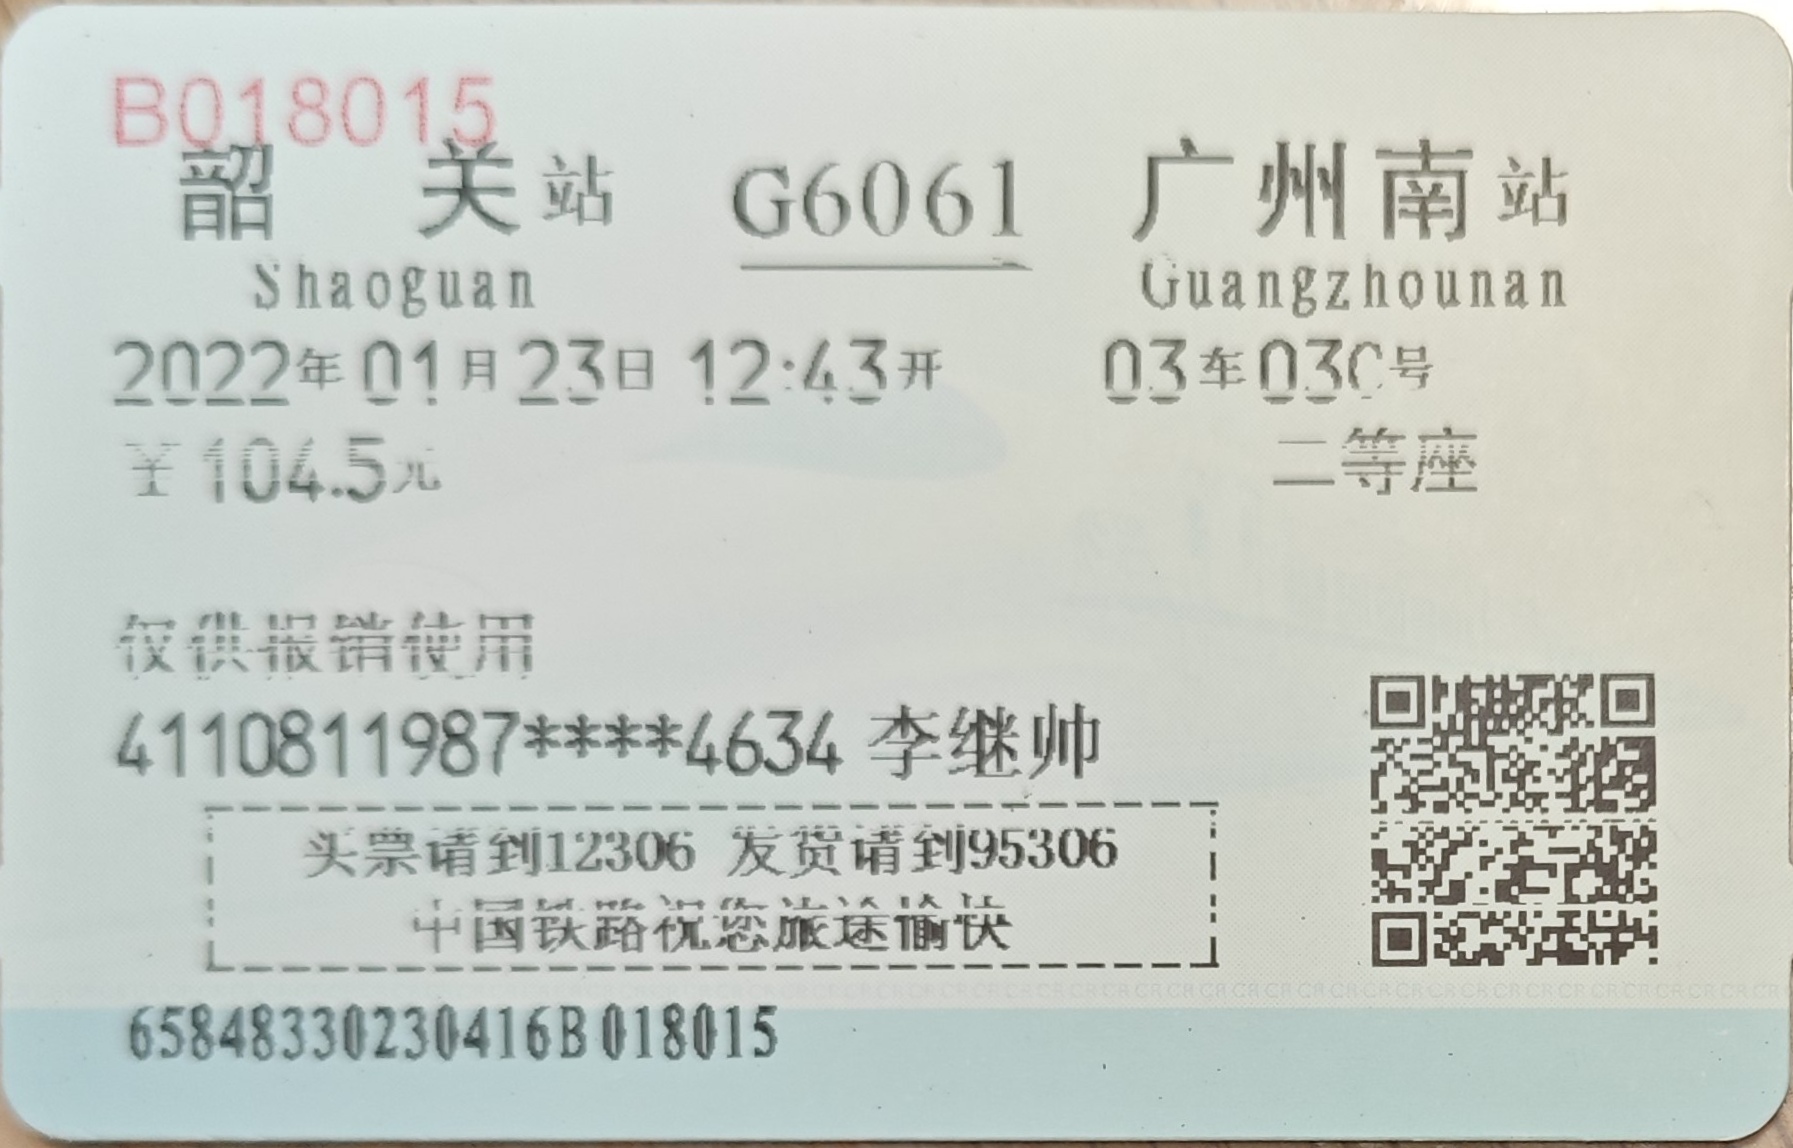 B018015
韶 关站 G6061 广州南站
Shaoguan Guangzhounan
2022年01月23日 12:43开 03车03C号
¥104.5元 二等座
仅供报销使用
4110811987****4634 李继帅
买票请到12306 发货请到95306
中国铁路祝您旅途愉快
65848330230416B018015